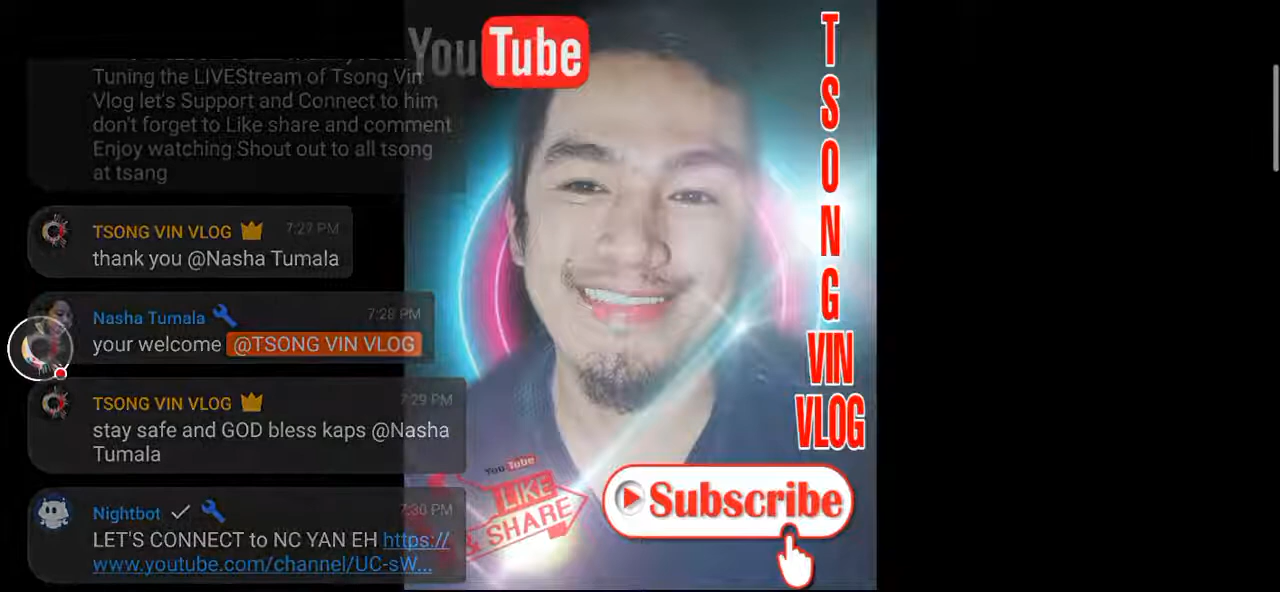 Tuning the LIVEStream of Tsong Vin
Vlog let's Support and Connect to him
don't forget to Like share and comment
Enjoy watching Shout out to all tsong
at tsang
TSONG VIN VLOG 7:27 PM
thank you @Nasha Tumala
Nasha Tumala 7:28 PM
your welcome @TSONG VIN VLOG
TSONG VIN VLOG 7:29 PM
stay safe and GOD bless kaps @Nasha
Tumala
Nightbot 7:30 PM
LET'S CONNECT to NC YAN EH https://
www.youtube.com/channel/UC-sW...
YouTube
T
S
O
N
G
VIN
VLOG
YouTube
LIKE
& SHARE
Subscribe